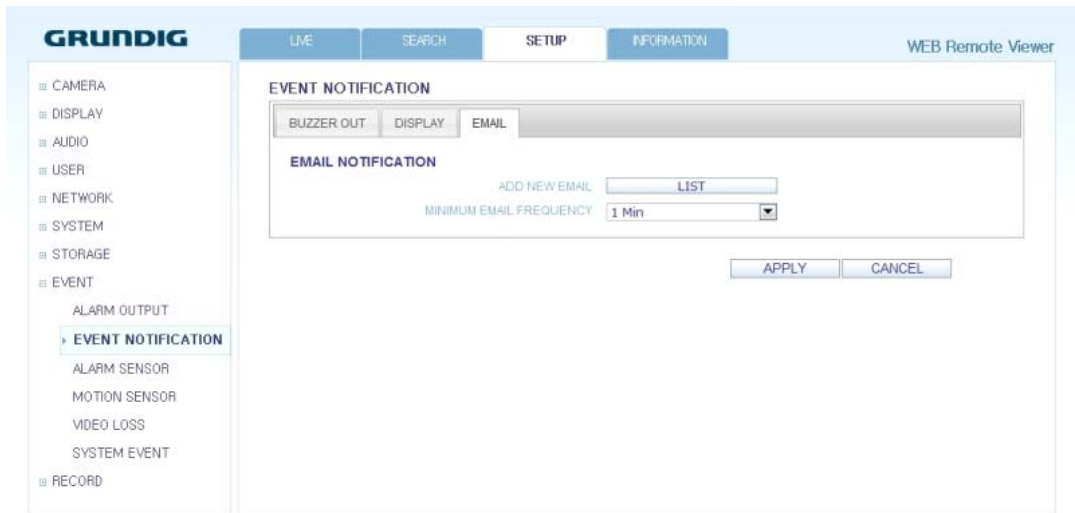 GRUNDIG
LIVE
SEARCH
SETUP
INFORMATION
WEB Remote Viewer
CAMERA
DISPLAY
AUDIO
USER
NETWORK
SYSTEM
STORAGE
EVENT
ALARM OUTPUT
EVENT NOTIFICATION
ALARM SENSOR
MOTION SENSOR
VIDEO LOSS
SYSTEM EVENT
RECORD
EVENT NOTIFICATION
BUZZER OUT
DISPLAY
EMAIL
EMAIL NOTIFICATION
ADD NEW EMAIL LIST
MINIMUM EMAIL FREQUENCY 1 Min
APPLY
CANCEL